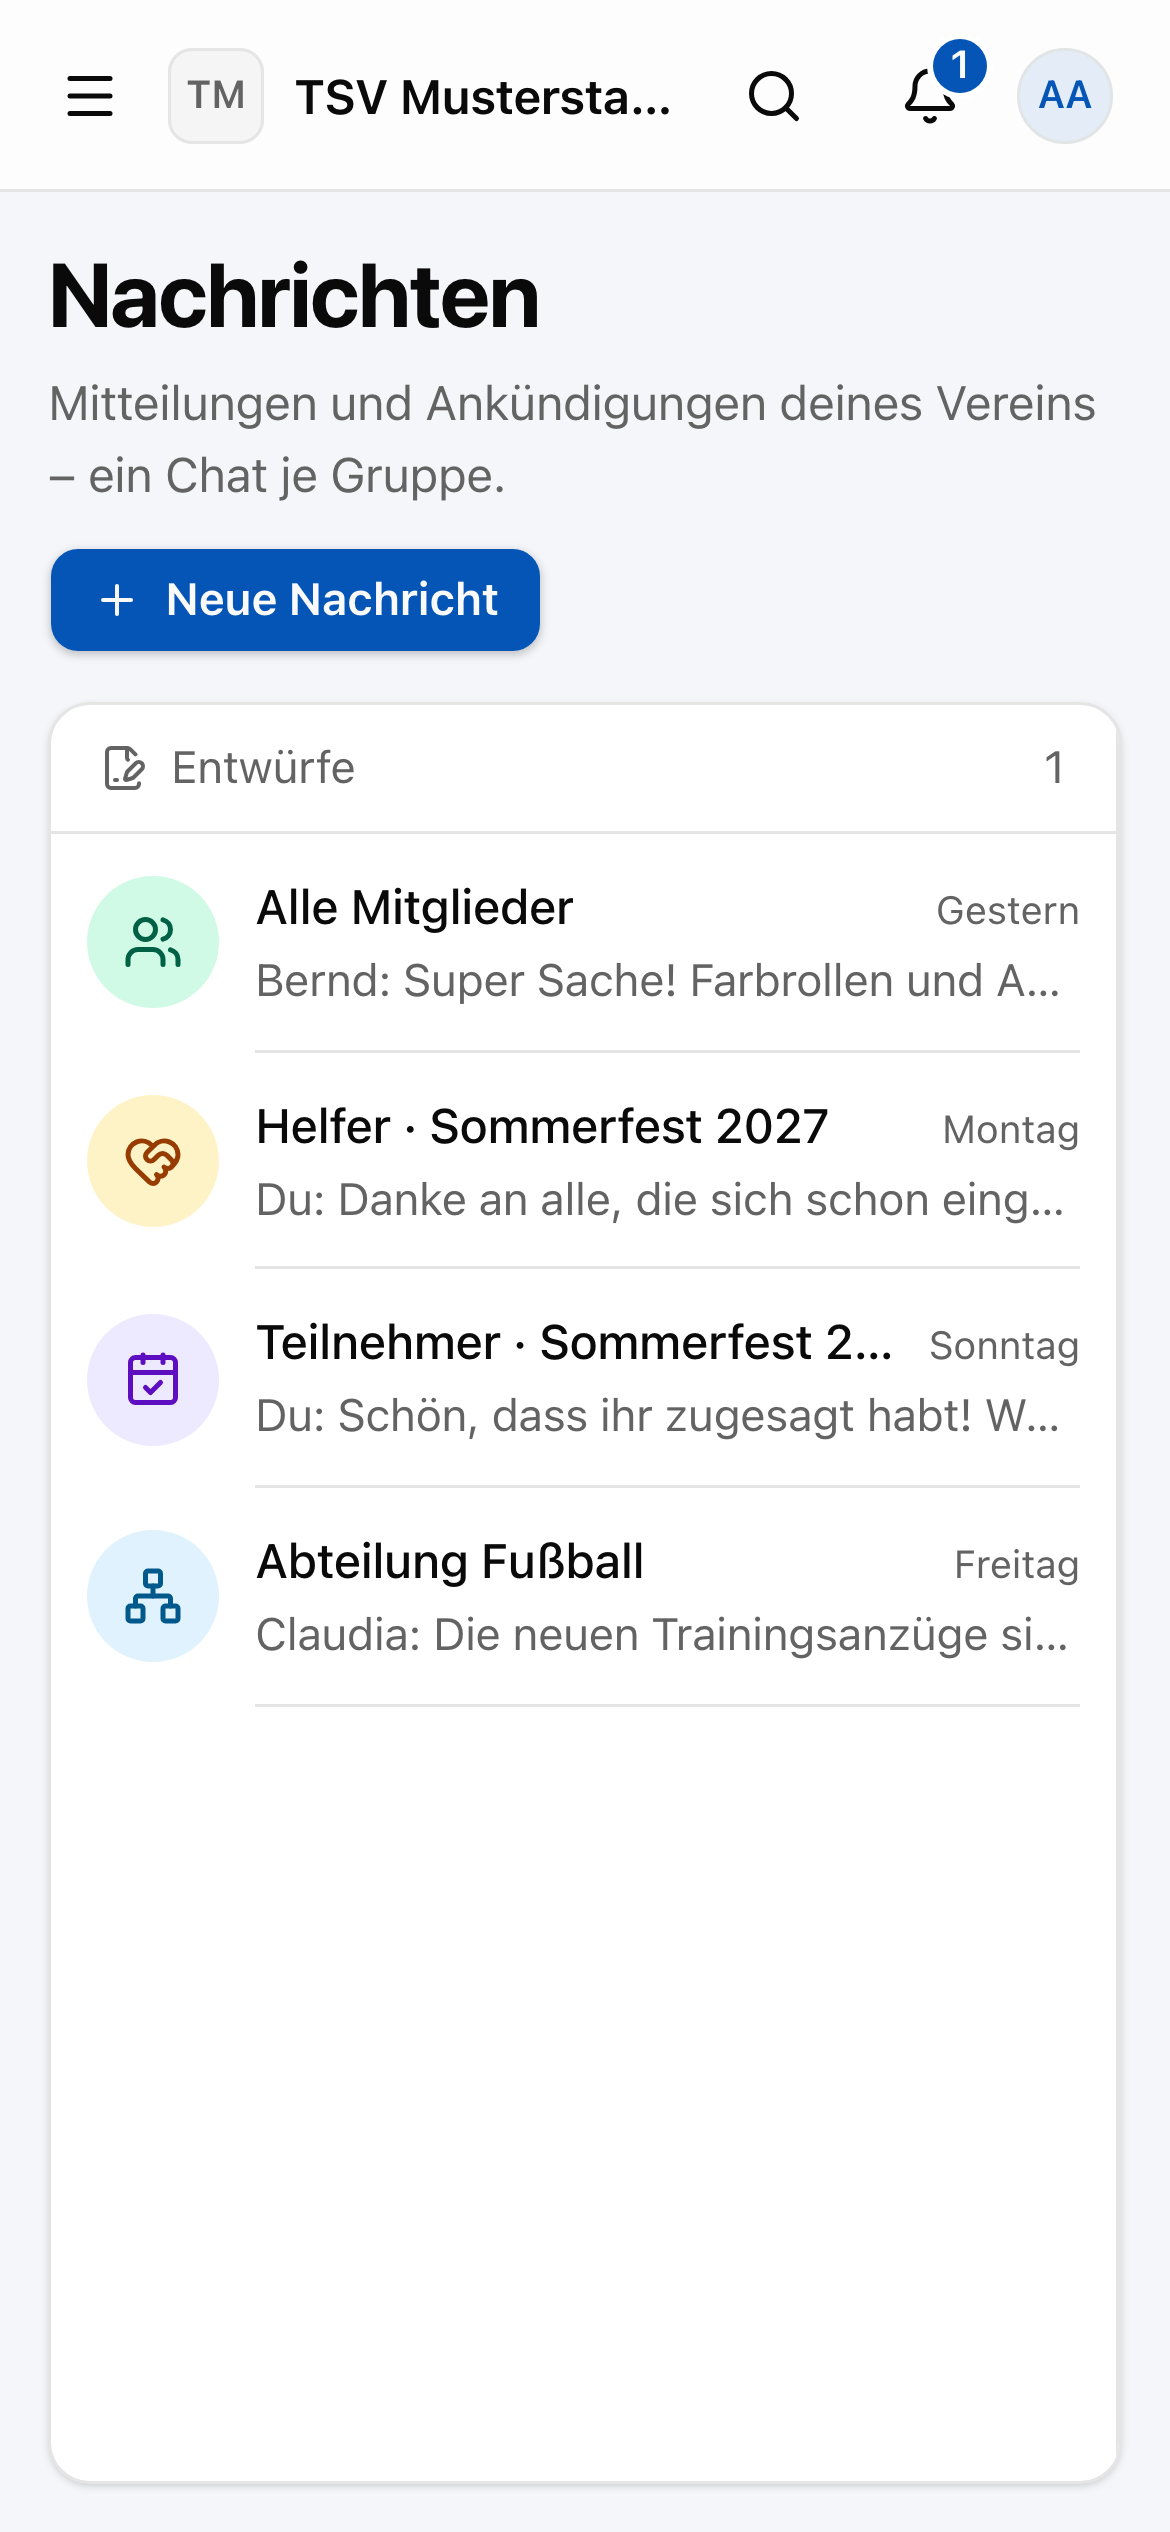 TM TSV Mustersta... 1 AA
Nachrichten
Mitteilungen und Ankündigungen deines Vereins
– ein Chat je Gruppe.
+ Neue Nachricht
Entwürfe 1
Alle Mitglieder Gestern
Bernd: Super Sache! Farbrollen und A...
Helfer · Sommerfest 2027 Montag
Du: Danke an alle, die sich schon eing...
Teilnehmer · Sommerfest 2... Sonntag
Du: Schön, dass ihr zugesagt habt! W...
Abteilung Fußball Freitag
Claudia: Die neuen Trainingsanzüge si...